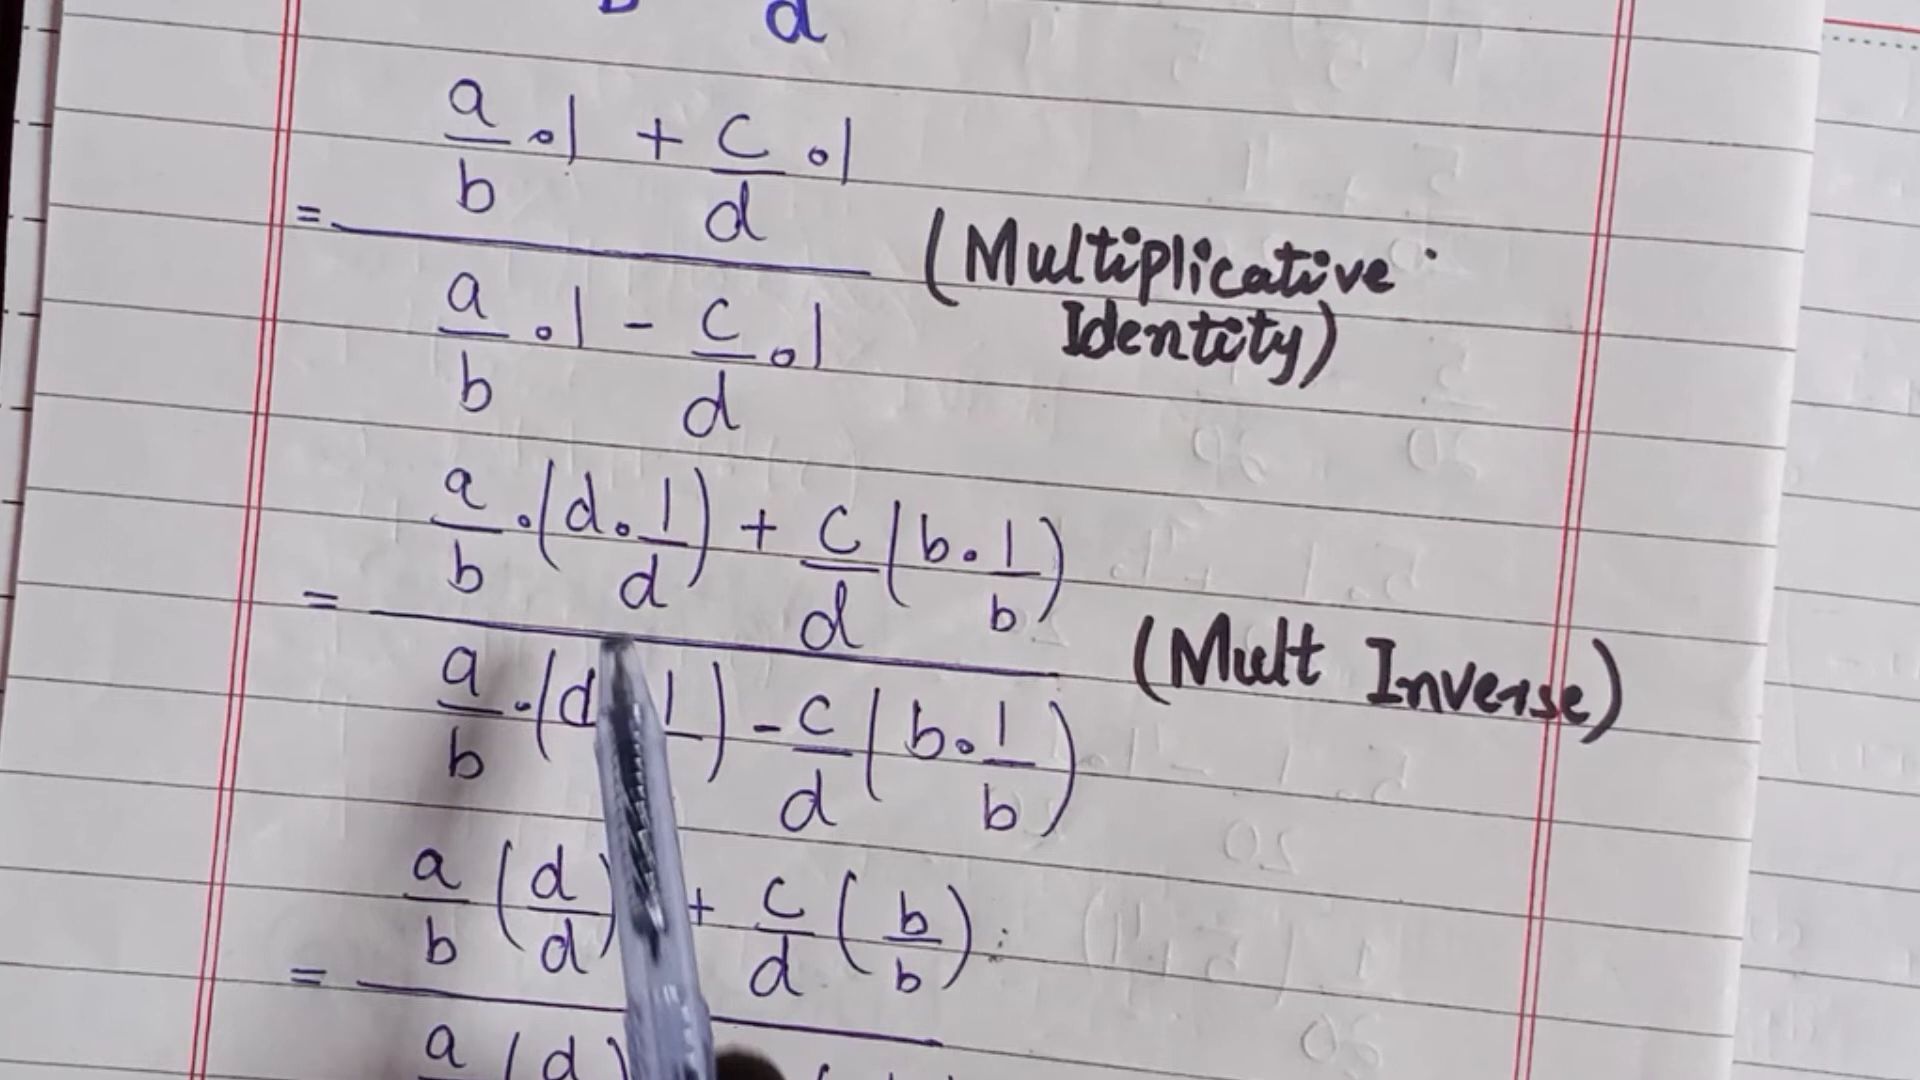 b d
a/b · 1 + c/d · 1
= ―――――― (Multiplicative
a/b · 1 - c/d · 1 Identity)
a/b · (d · 1/d) + c/d (b · 1/b)
= ―――――― (Mult Inverse)
a/b · (d · 1 ) - c/d (b · 1/b)
a/b (d/d) + c/d (b/b)
= ――――――
a (d